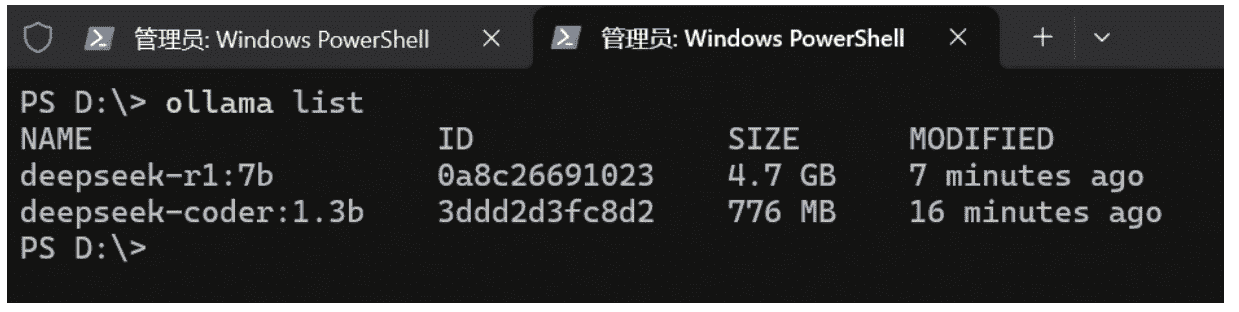 管理员: Windows PowerShell 管理员: Windows PowerShell
PS D:\> ollama list
NAME ID SIZE MODIFIED
deepseek-r1:7b 0a8c26691023 4.7 GB 7 minutes ago
deepseek-coder:1.3b 3ddd2d3fc8d2 776 MB 16 minutes ago
PS D:\>